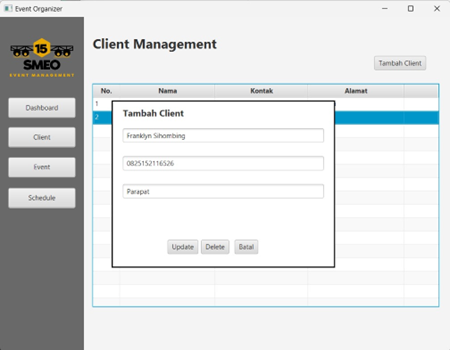 Event Organizer
15
SMEO
EVENT MANAGEMENT
Dashboard
Client
Event
Schedule
Client Management
Tambah Client
No. Nama Kontak Alamat
1
2
Tambah Client
Franklyn Sihombing
0825152116526
Parapat
Update Delete Batal